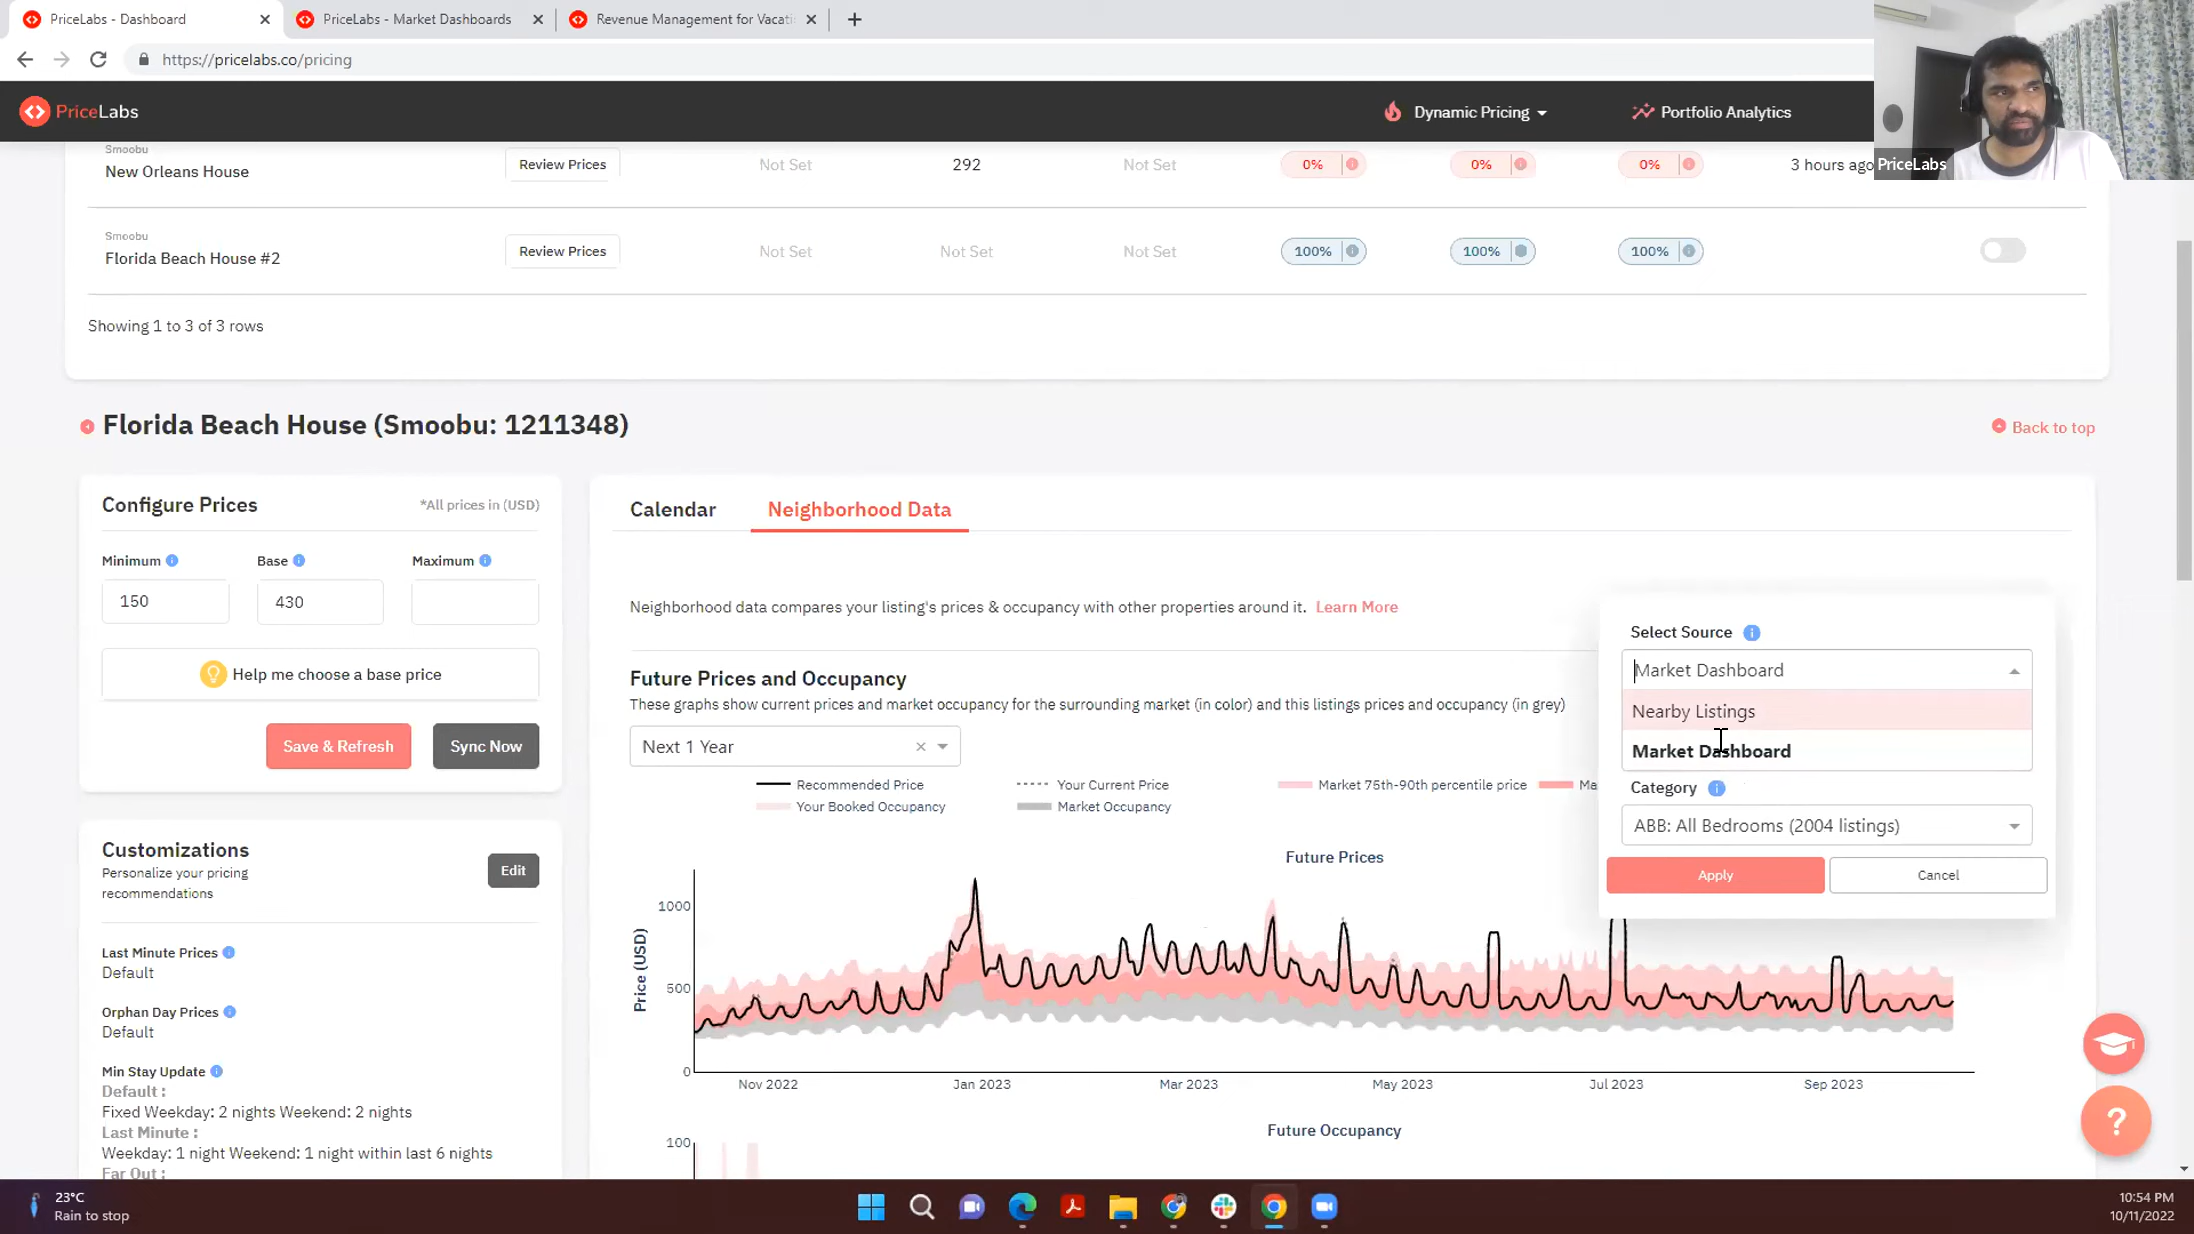 PriceLabs - Dashboard
PriceLabs - Market Dashboards
Revenue Management for Vacati
https://pricelabs.co/pricing
PriceLabs
Dynamic Pricing
Portfolio Analytics
PriceLabs
Smoobu
New Orleans House
Review Prices
Not Set
292
Not Set
0%
0%
0%
3 hours ago
Smoobu
Florida Beach House #2
Review Prices
Not Set
Not Set
Not Set
100%
100%
100%
Showing 1 to 3 of 3 rows
Florida Beach House (Smoobu: 1211348)
Back to top
Configure Prices
*All prices in (USD)
Minimum
Base
Maximum
150
430
Help me choose a base price
Save & Refresh
Sync Now
Customizations
Personalize your pricing
recommendations
Edit
Last Minute Prices
Default
Orphan Day Prices
Default
Min Stay Update
Default :
Fixed Weekday: 2 nights Weekend: 2 nights
Last Minute :
Weekday: 1 night Weekend: 1 night within last 6 nights
Far Out :
Calendar
Neighborhood Data
Neighborhood data compares your listing's prices & occupancy with other properties around it. Learn More
Future Prices and Occupancy
These graphs show current prices and market occupancy for the surrounding market (in color) and this listings prices and occupancy (in grey)
Next 1 Year
Recommended Price
Your Current Price
Market 75th-90th percentile price
Ma
Your Booked Occupancy
Market Occupancy
Select Source
Market Dashboard
Nearby Listings
Market Dashboard
Category
ABB: All Bedrooms (2004 listings)
Apply
Cancel
Future Prices
Price (USD)
1000
500
0
Nov 2022
Jan 2023
Mar 2023
May 2023
Jul 2023
Sep 2023
Future Occupancy
100
?
23°C
Rain to stop
10:54 PM
10/11/2022